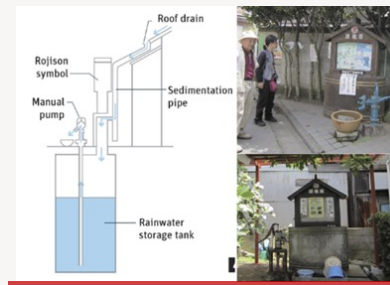 Roof drain
Rojison
symbol
Sedimentation
pipe
Manual
pump
Rainwater
storage tank